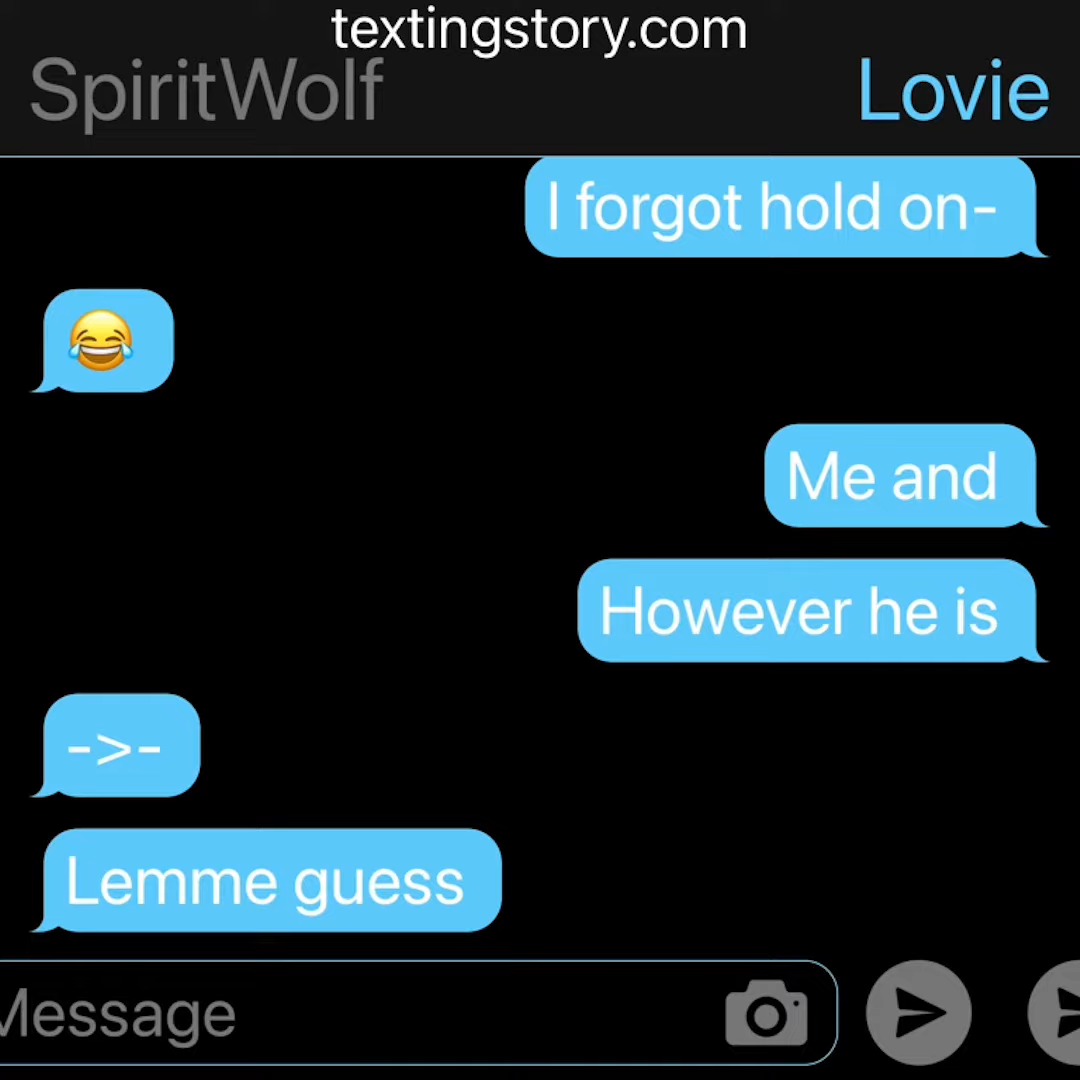 textingstory.com
SpiritWolf Lovie
I forgot hold on-
😂
Me and
However he is
->-
Lemme guess
Message